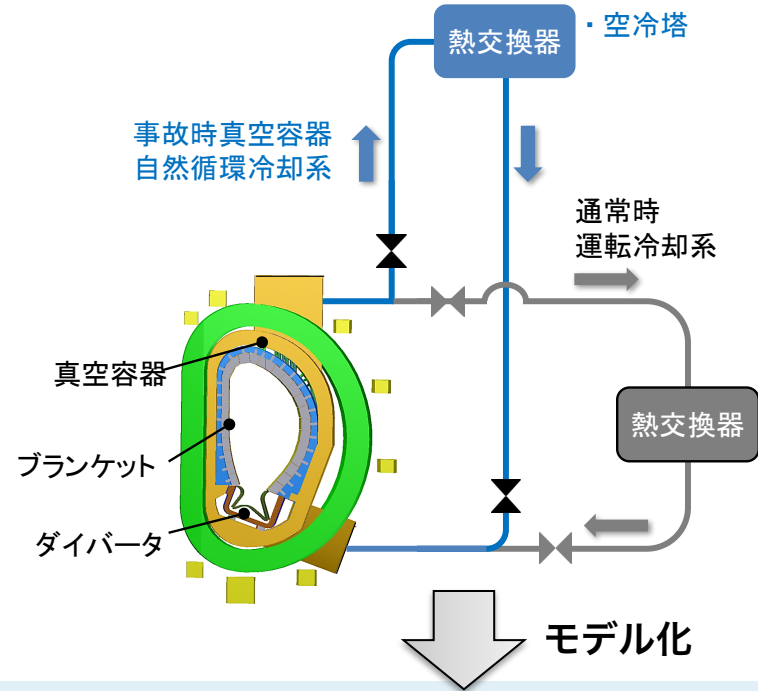 熱交換器
・空冷塔
事故時真空容器
自然循環冷却系
通常時
運転冷却系
真空容器
熱交換器
ブランケット
ダイバータ
モデル化